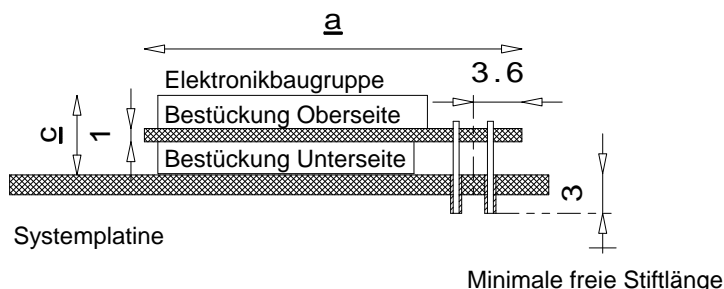 a
3.6
Elektronikbaugruppe
Bestückung Oberseite
c
1
Bestückung Unterseite
3
Systemplatine
Minimale freie Stiftlänge